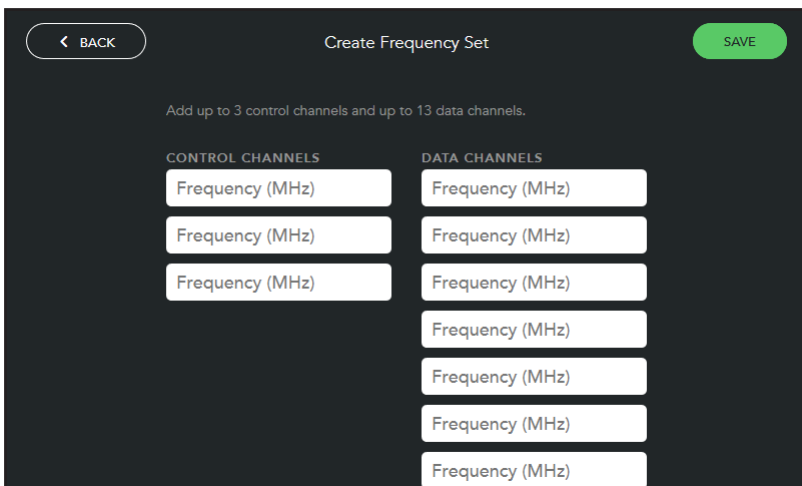 BACK
Create Frequency Set
SAVE
Add up to 3 control channels and up to 13 data channels.
CONTROL CHANNELS
Frequency (MHz)
Frequency (MHz)
Frequency (MHz)
DATA CHANNELS
Frequency (MHz)
Frequency (MHz)
Frequency (MHz)
Frequency (MHz)
Frequency (MHz)
Frequency (MHz)
Frequency (MHz)